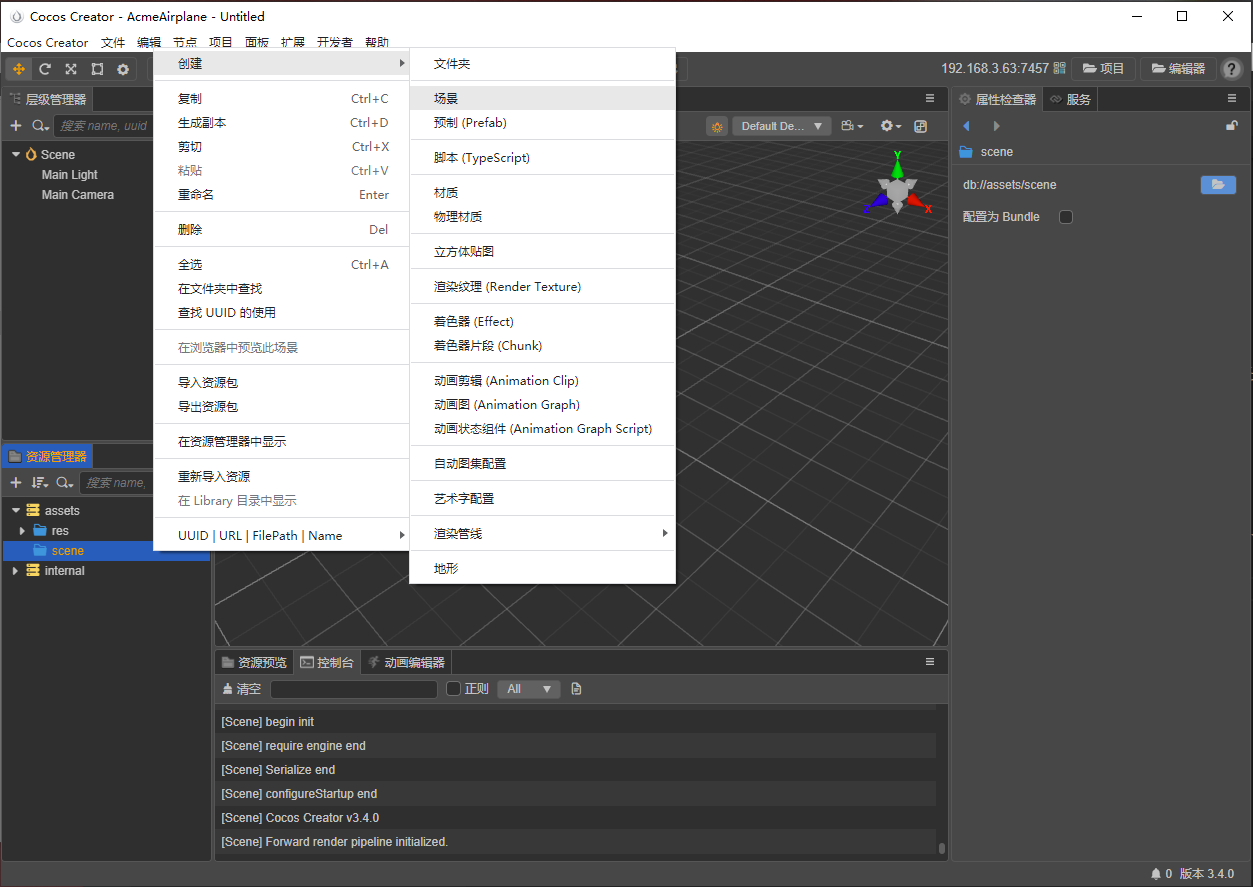 Cocos Creator - AcmeAirplane - Untitled
Cocos Creator 文件 编辑 节点 项目 面板 扩展 开发者 帮助
192.168.3.63:7457 项目 编辑器 ?
层级管理器
搜索 name, uuid
Scene
Main Light
Main Camera
资源管理器
搜索 name,
assets
res
scene
internal
创建
复制 Ctrl+C
生成副本 Ctrl+D
剪切 Ctrl+X
粘贴 Ctrl+V
重命名 Enter
删除 Del
全选 Ctrl+A
在文件夹中查找
查找 UUID 的使用
在浏览器中预览此场景
导入资源包
导出资源包
在资源管理器中显示
重新导入资源
在 Library 目录中显示
UUID | URL | FilePath | Name
文件夹
场景
预制 (Prefab)
脚本 (TypeScript)
材质
物理材质
立方体贴图
渲染纹理 (Render Texture)
着色器 (Effect)
着色器片段 (Chunk)
动画剪辑 (Animation Clip)
动画图 (Animation Graph)
动画状态组件 (Animation Graph Script)
自动图集配置
艺术字配置
渲染管线
地形
Default De...
Y
X
属性检查器 服务
scene
db://assets/scene
配置为 Bundle
资源预览 控制台 动画编辑器
清空 正则 All
[Scene] begin init
[Scene] require engine end
[Scene] Serialize end
[Scene] configureStartup end
[Scene] Cocos Creator v3.4.0
[Scene] Forward render pipeline initialized.
0 版本 3.4.0